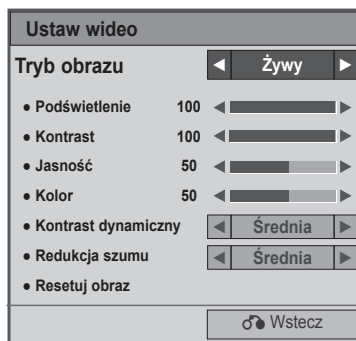 Ustaw wideo
Tryb obrazu ◄ Żywy ►
● Podświetlenie 100 ◄ ►
● Kontrast 100 ◄ ►
● Jasność 50 ◄ ►
● Kolor 50 ◄ ►
● Kontrast dynamiczny ◄ Średnia ►
● Redukcja szumu ◄ Średnia ►
● Resetuj obraz
Wstecz